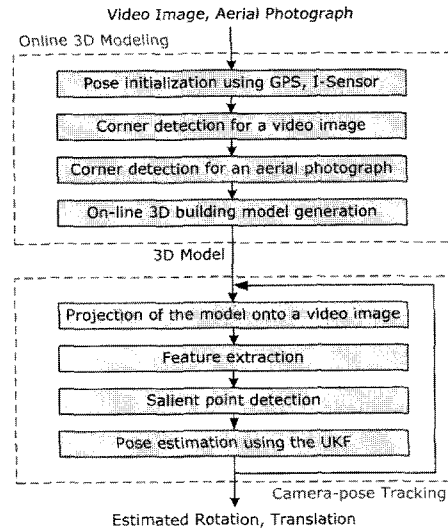 Video Image, Aerial Photograph
Online 3D Modeling
Pose initialization using GPS, I-Sensor
Corner detection for a video image
Corner detection for an aerial photograph
On-line 3D building model generation
3D Model
Projection of the model onto a video image
Feature extraction
Salient point detection
Pose estimation using the UKF
Camera-pose Tracking
Estimated Rotation, Translation